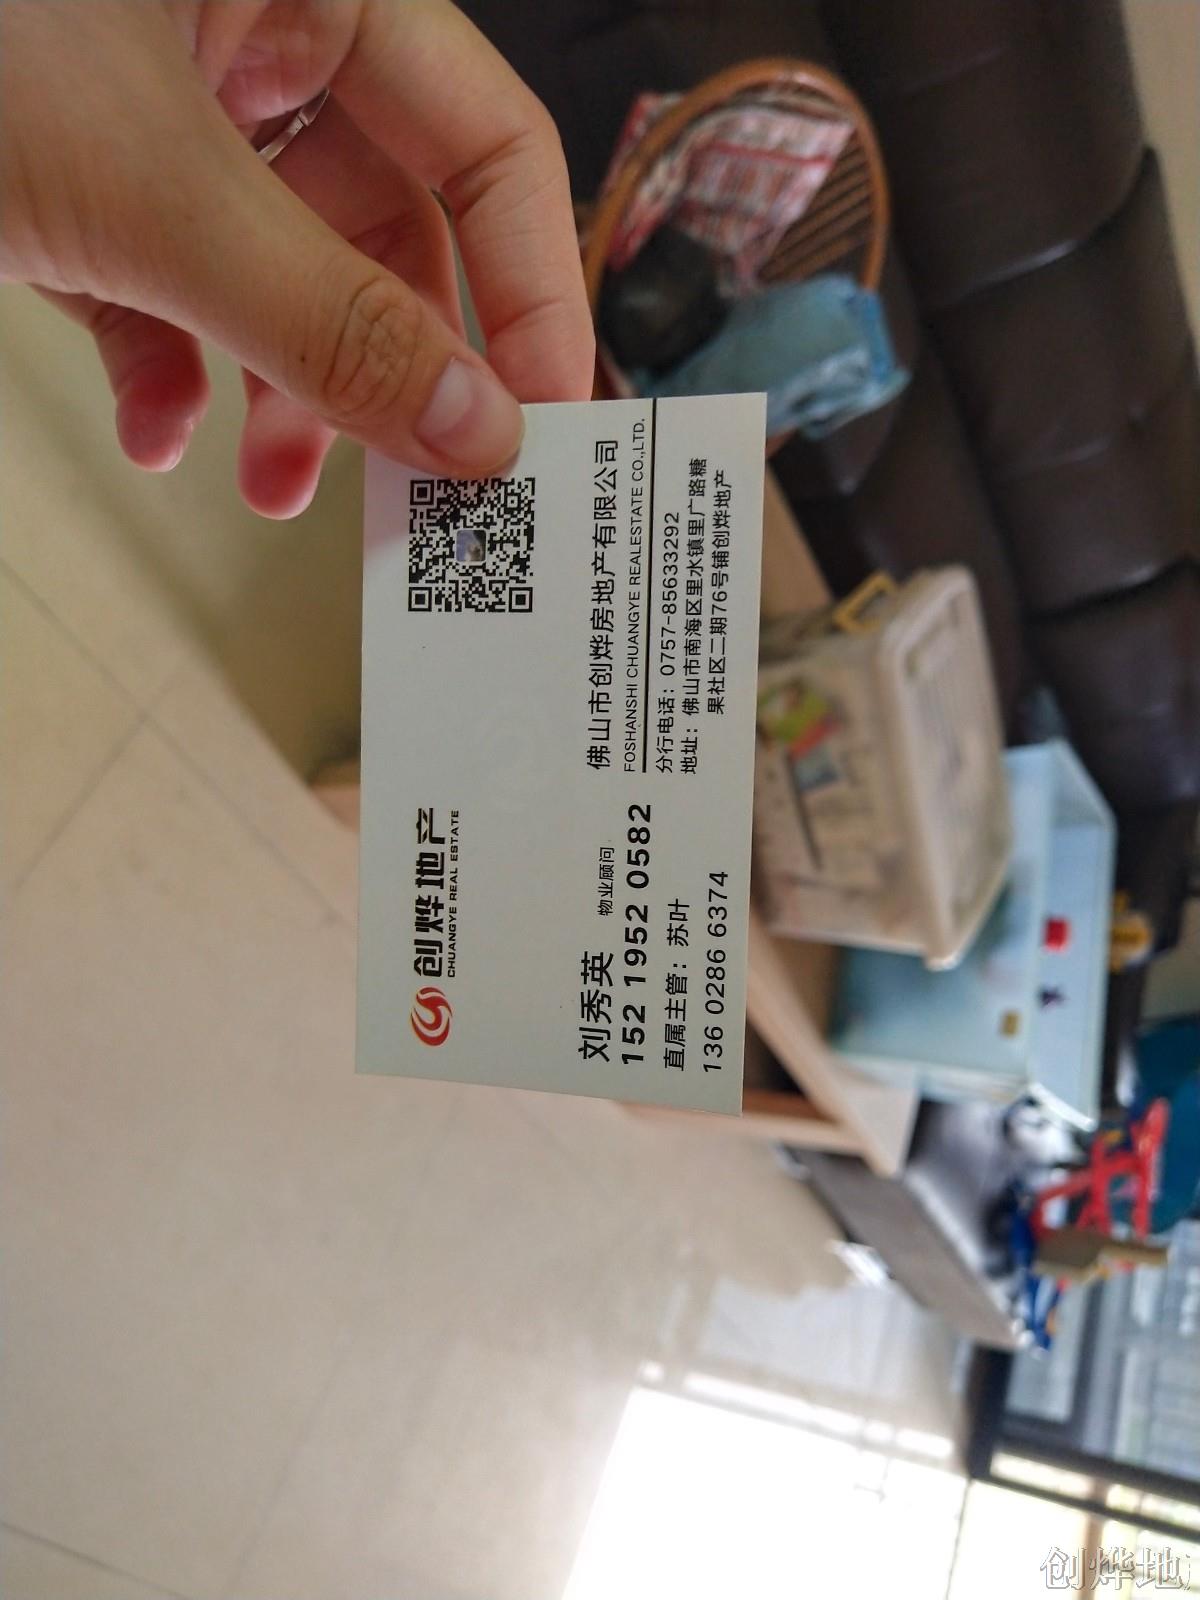 创烨地产
CHUANGYE REAL ESTATE
刘秀英 物业顾问
152 1952 0582
直属主管：苏叶
136 0286 6374
佛山市创烨房地产有限公司
FOSHANSHI CHUANGYE REALESTATE CO.,LTD.
分行电话：0757-85633292
地址：佛山市南海区里水镇里广路糖
果社区二期76号铺创烨地产
创烨地